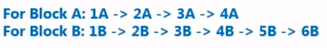 For Block A: 1A -> 2A -> 3A -> 4A
For Block B: 1B -> 2B -> 3B -> 4B -> 5B -> 6B